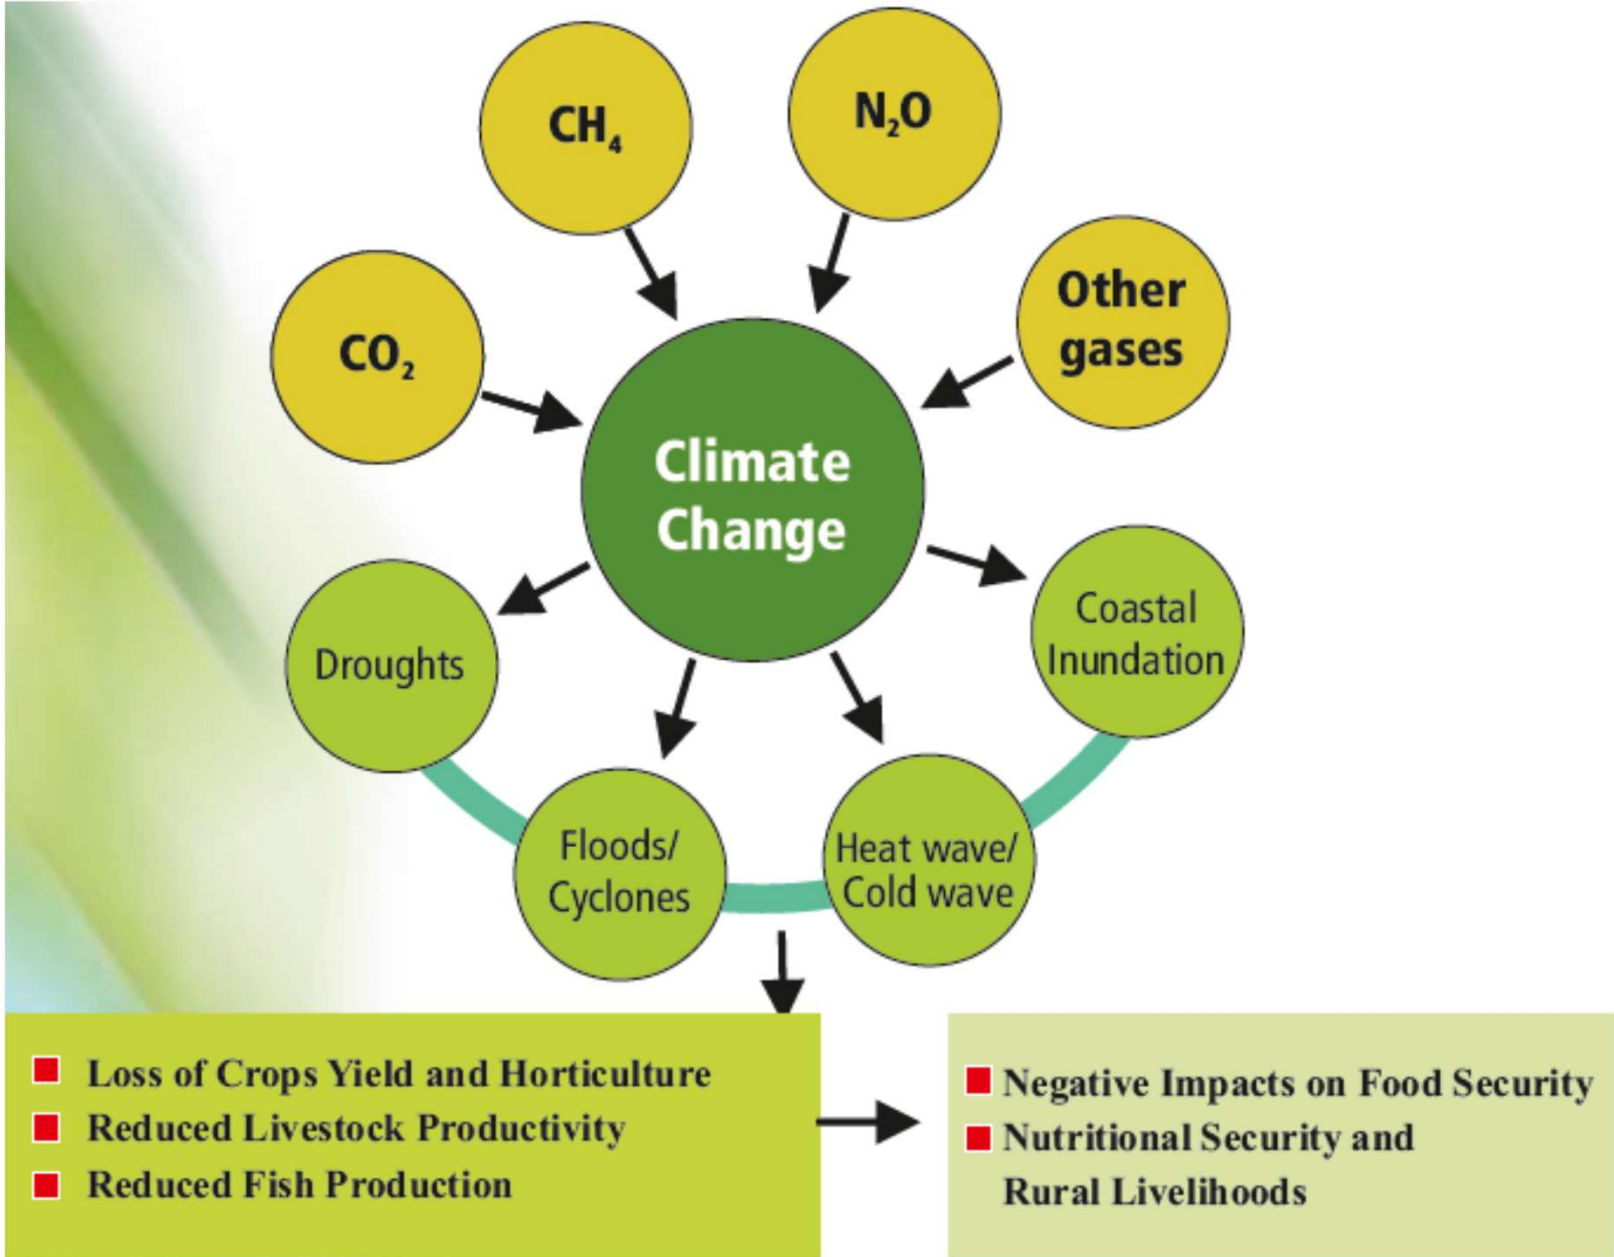 CH₄
N₂O
CO₂
Other
gases
Climate
Change
Droughts
Coastal
Inundation
Floods/
Cyclones
Heat wave/
Cold wave
Loss of Crops Yield and Horticulture
Reduced Livestock Productivity
Reduced Fish Production
Negative Impacts on Food Security
Nutritional Security and
Rural Livelihoods